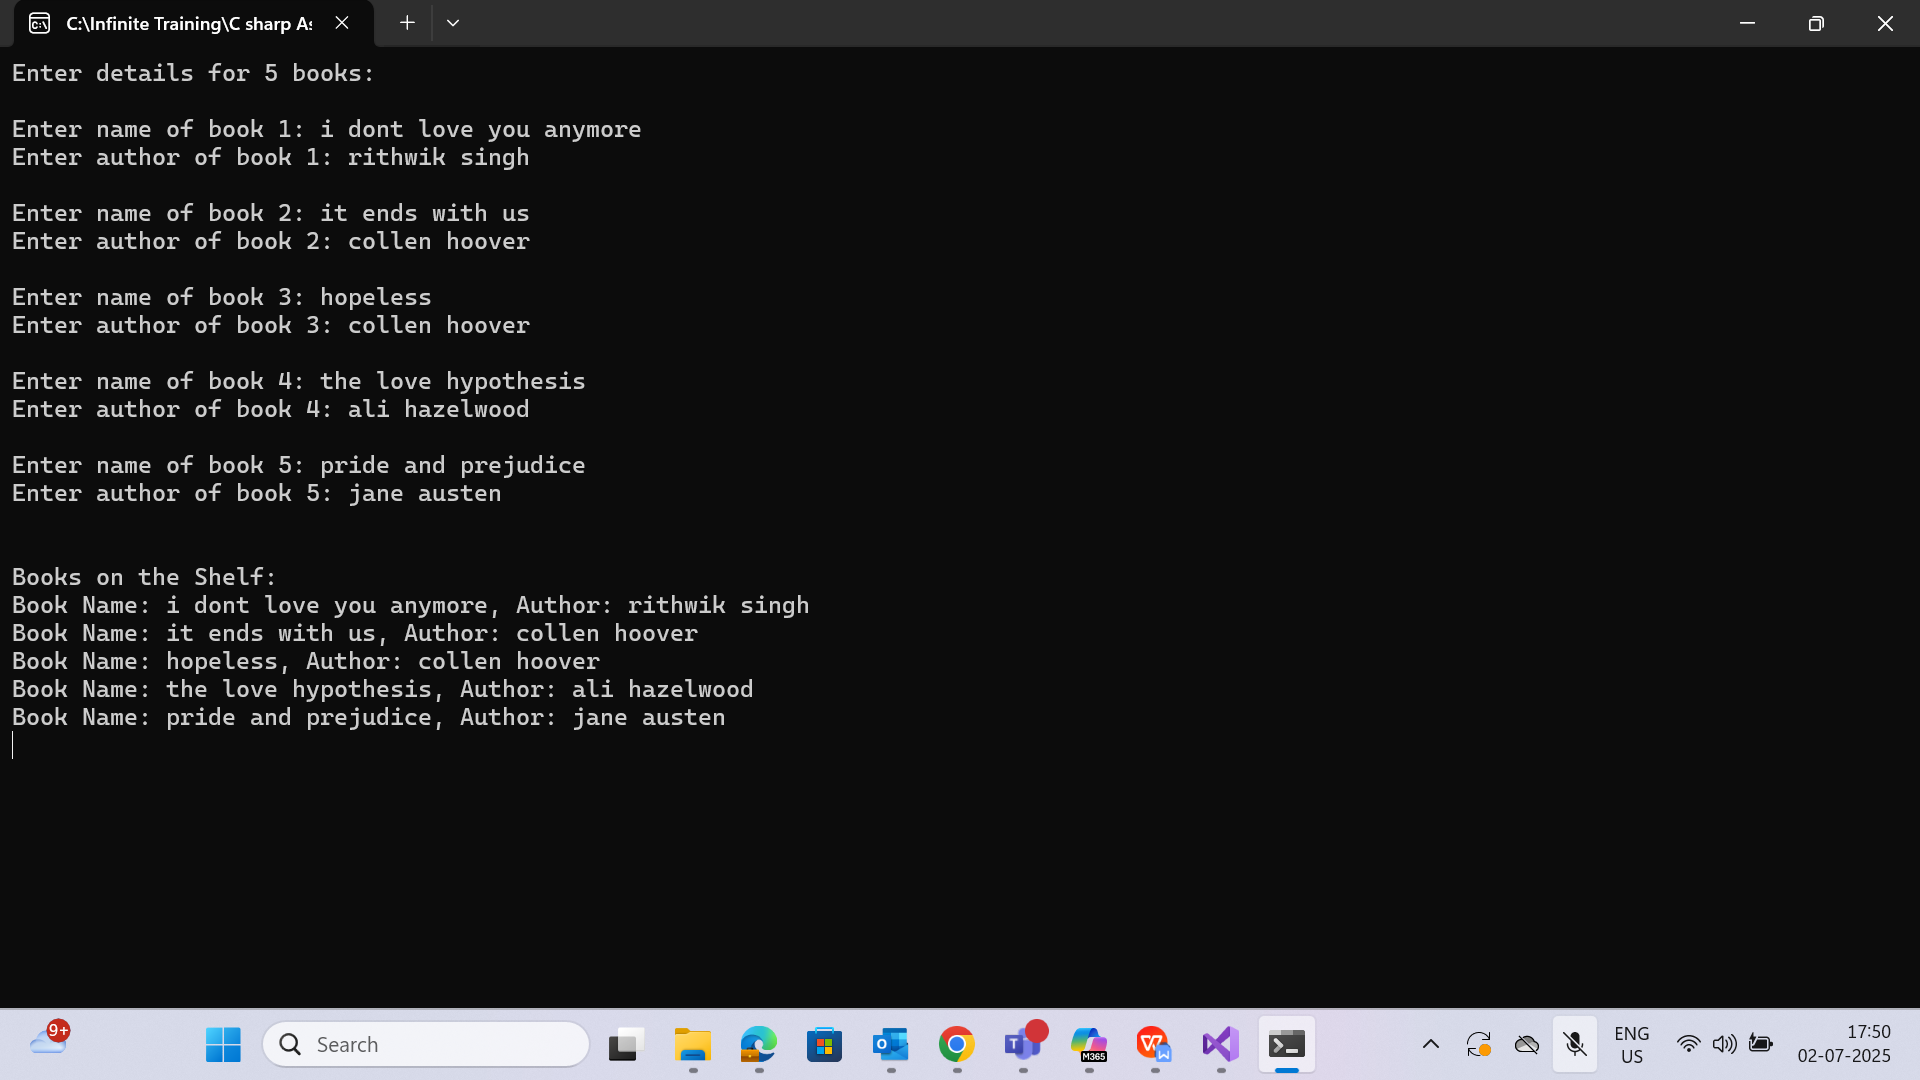 C:\Infinite Training\C sharp As
Enter details for 5 books:
Enter name of book 1: i dont love you anymore
Enter author of book 1: rithwik singh
Enter name of book 2: it ends with us
Enter author of book 2: collen hoover
Enter name of book 3: hopeless
Enter author of book 3: collen hoover
Enter name of book 4: the love hypothesis
Enter author of book 4: ali hazelwood
Enter name of book 5: pride and prejudice
Enter author of book 5: jane austen
Books on the Shelf:
Book Name: i dont love you anymore, Author: rithwik singh
Book Name: it ends with us, Author: collen hoover
Book Name: hopeless, Author: collen hoover
Book Name: the love hypothesis, Author: ali hazelwood
Book Name: pride and prejudice, Author: jane austen
9+
Search
M365
ENG
US
17:50
02-07-2025